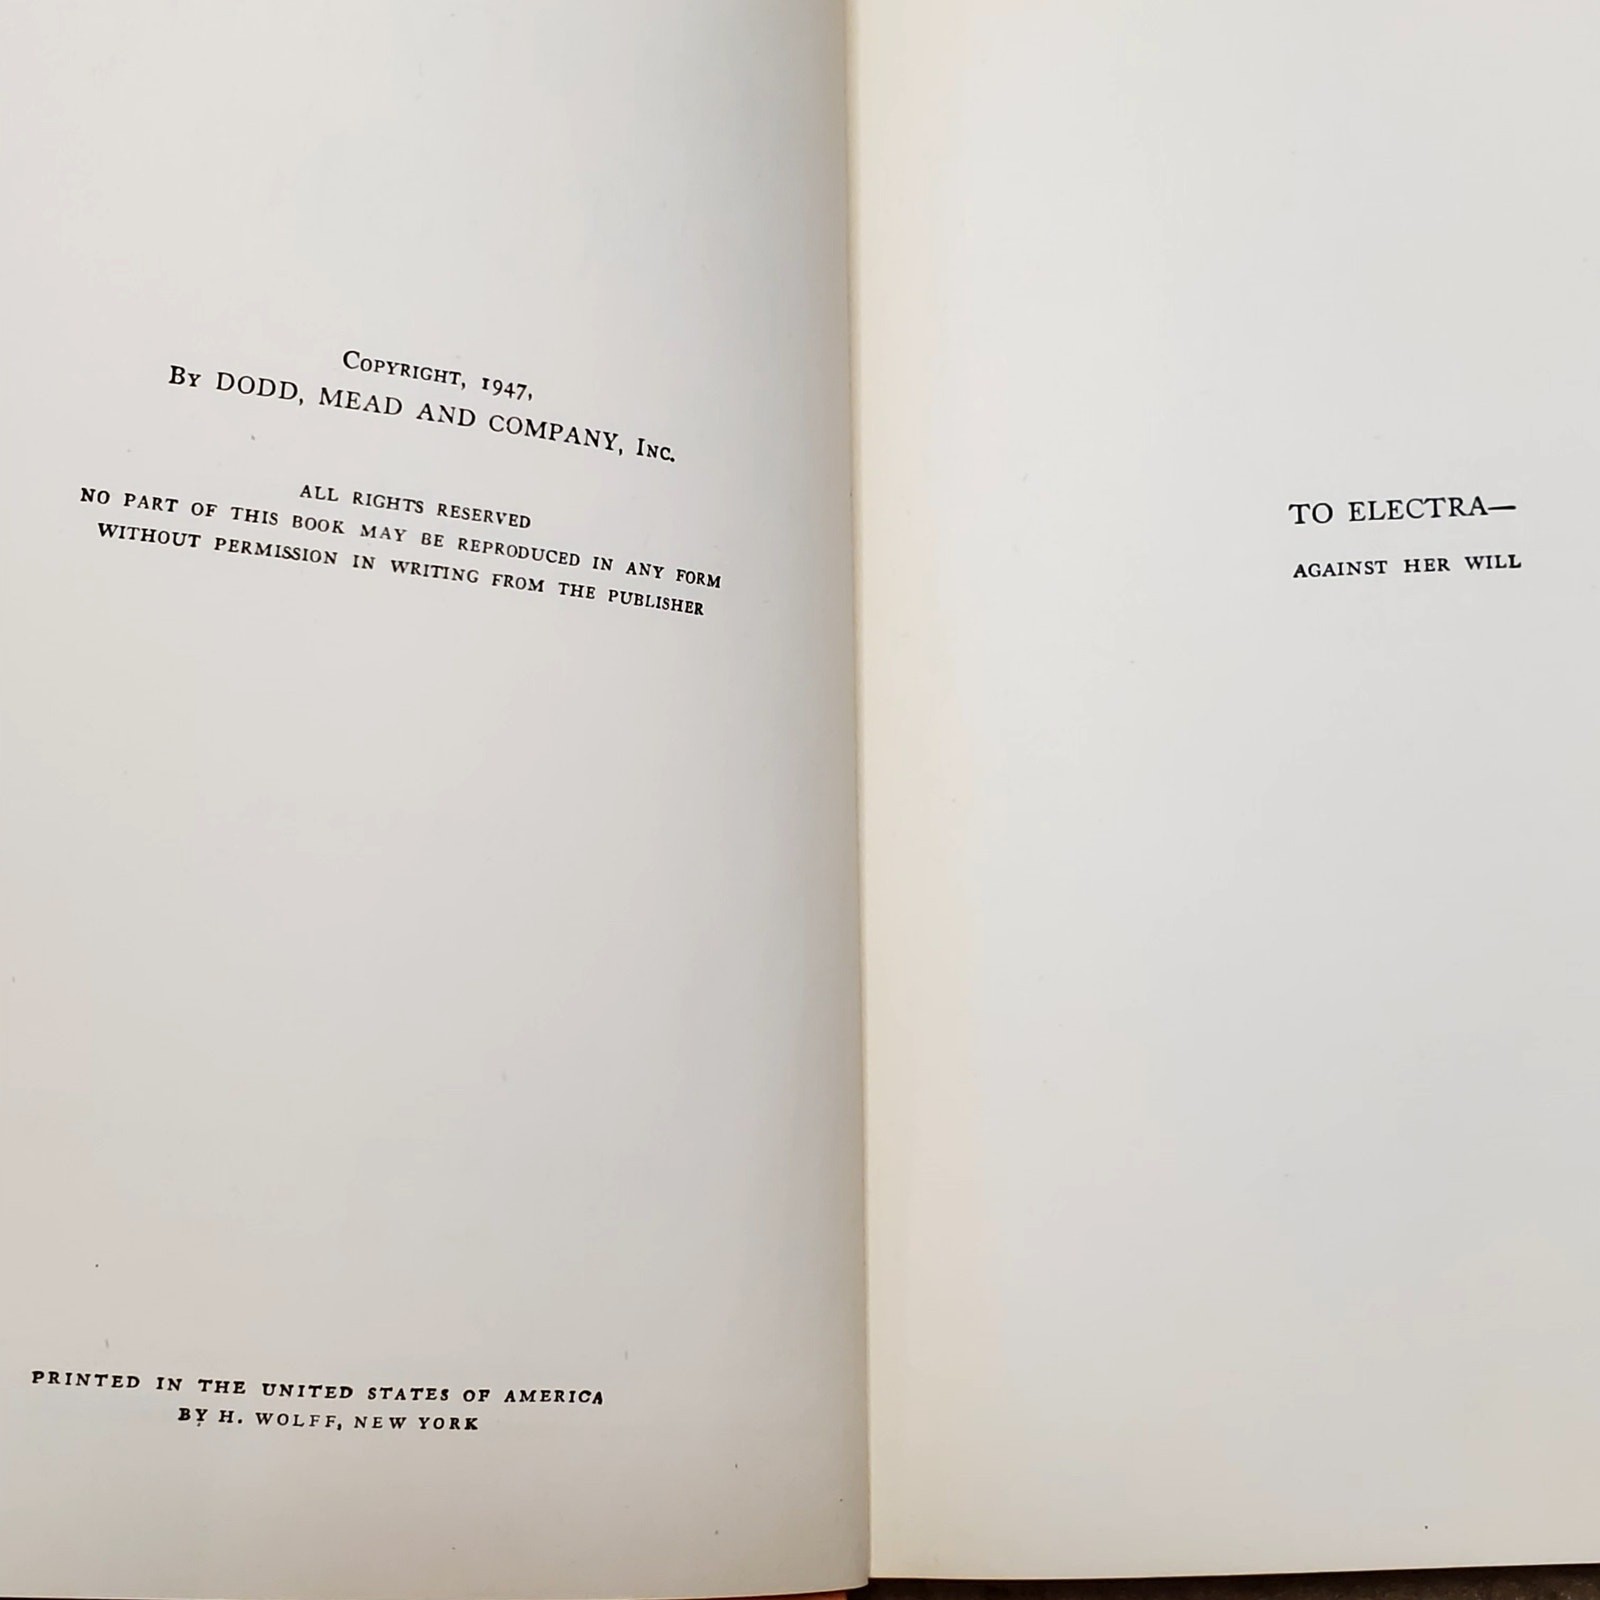 Copyright, 1947,
By DODD, MEAD AND COMPANY, Inc.
ALL RIGHTS RESERVED
NO PART OF THIS BOOK MAY BE REPRODUCED IN ANY FORM
WITHOUT PERMISSION IN WRITING FROM THE PUBLISHER
PRINTED IN THE UNITED STATES OF AMERICA
BY H. WOLFF, NEW YORK
TO ELECTRA—
AGAINST HER WILL